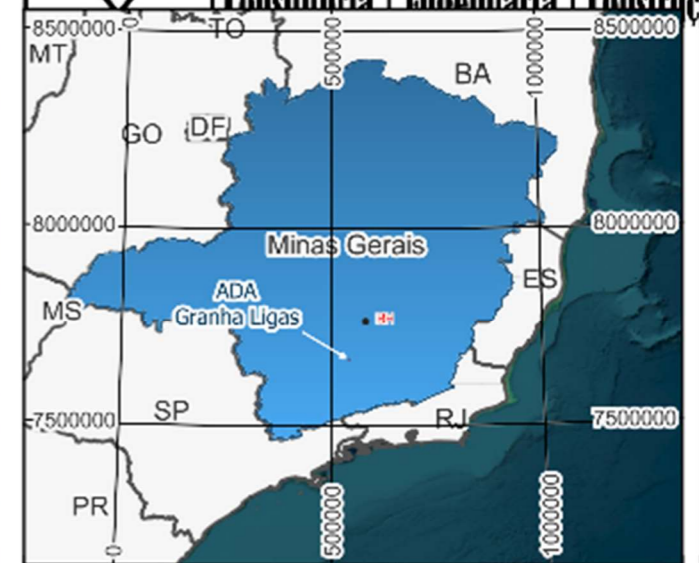 8500000
TO
8500000
MT
500000
1000000
BA
GO
DF
8000000
8000000
Minas Gerais
ES
ADA
Granha Ligas
MS
BH
SP
RJ
7500000
7500000
PR
0
500000
1000000